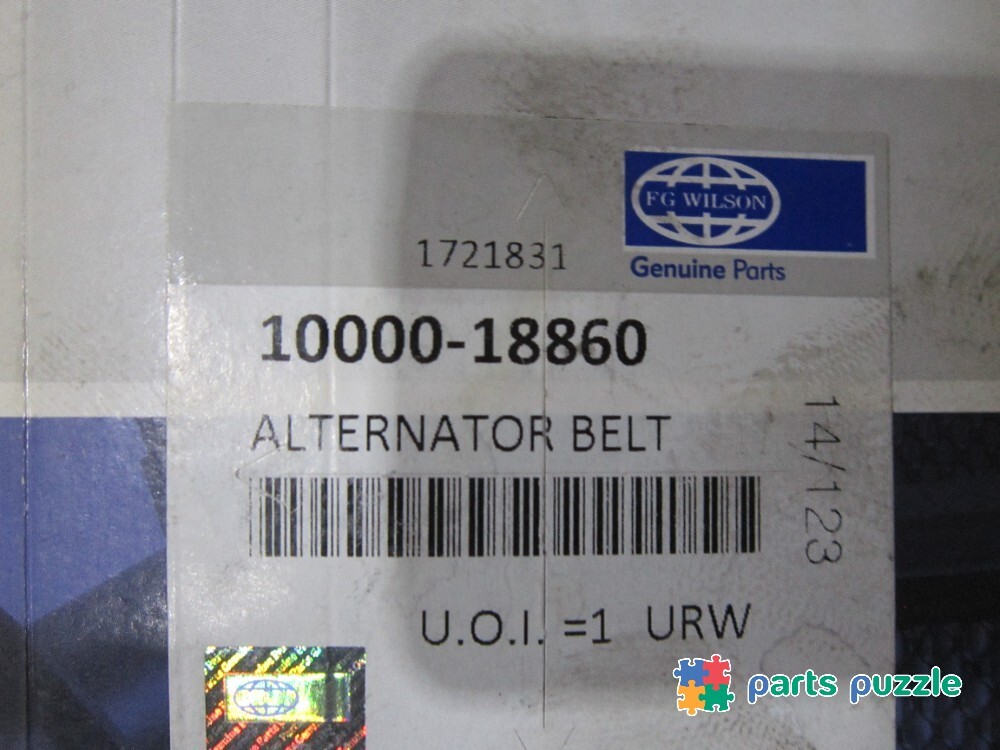 FG WILSON
Genuine Parts
1721831
10000-18860
ALTERNATOR BELT
14/123
U.O.I. =1 URW
parts puzzle